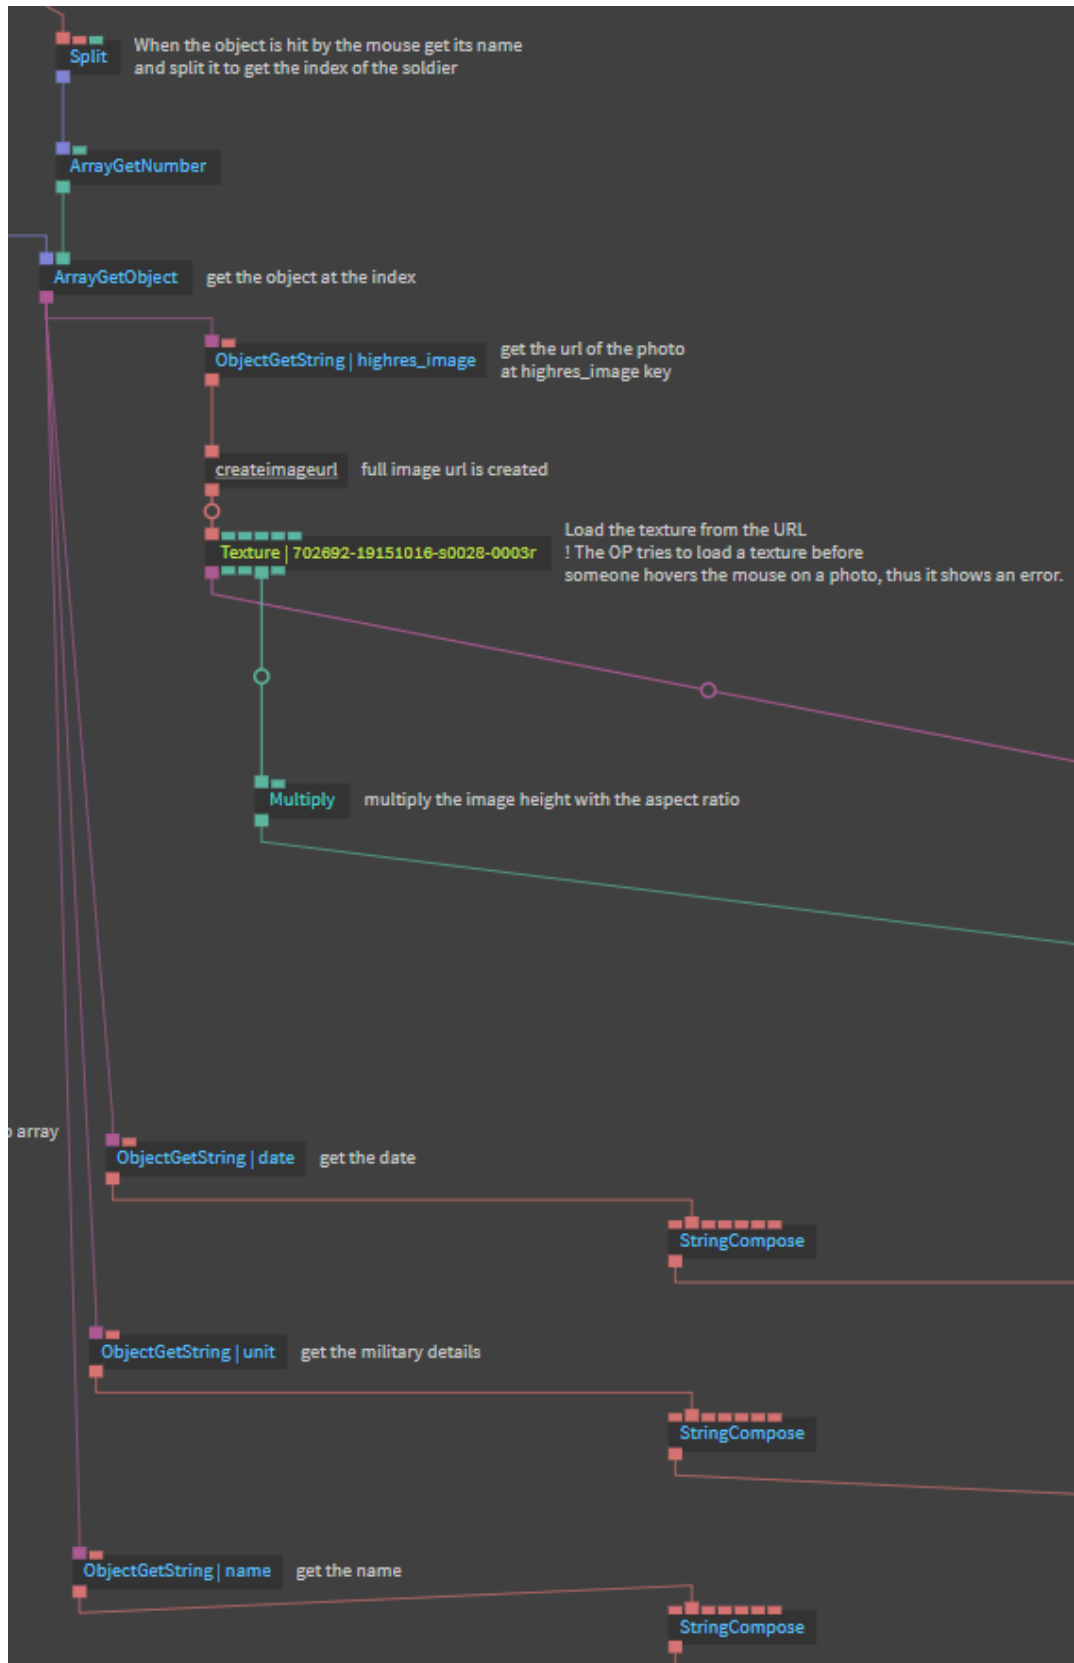 Split
When the object is hit by the mouse get its name
and split it to get the index of the soldier
ArrayGetNumber
ArrayGetObject
get the object at the index
ObjectGetString | highres_image
get the url of the photo
at highres_image key
createimageurl
full image url is created
Texture | 702692-19151016-s0028-0003r
Load the texture from the URL
! The OP tries to load a texture before
someone hovers the mouse on a photo, thus it shows an error.
Multiply
multiply the image height with the aspect ratio
array
ObjectGetString | date
get the date
StringCompose
ObjectGetString | unit
get the military details
StringCompose
ObjectGetString | name
get the name
StringCompose